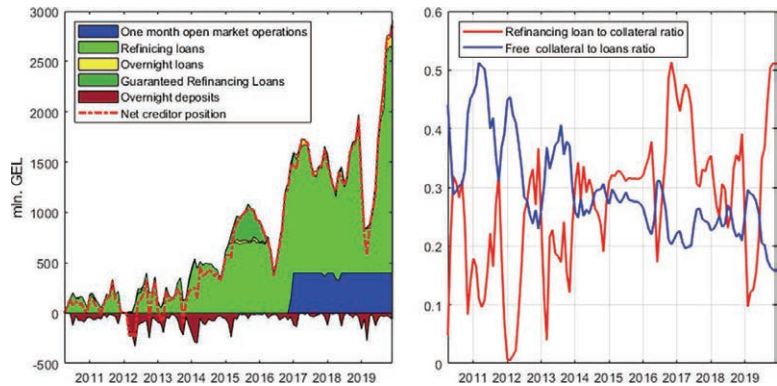 3000
2500
2000
1500
1000
500
0
-500
mln. GEL
One month open market operations
Refinicing loans
Overnight loans
Guaranteed Refinancing Loans
Overnight deposits
Net creditor position
2011 2012 2013 2014 2015 2016 2017 2018 2019
0.6
0.5
0.4
0.3
0.2
0.1
0
Refinancing loan to collateral ratio
Free collateral to loans ratio
2011 2012 2013 2014 2015 2016 2017 2018 2019